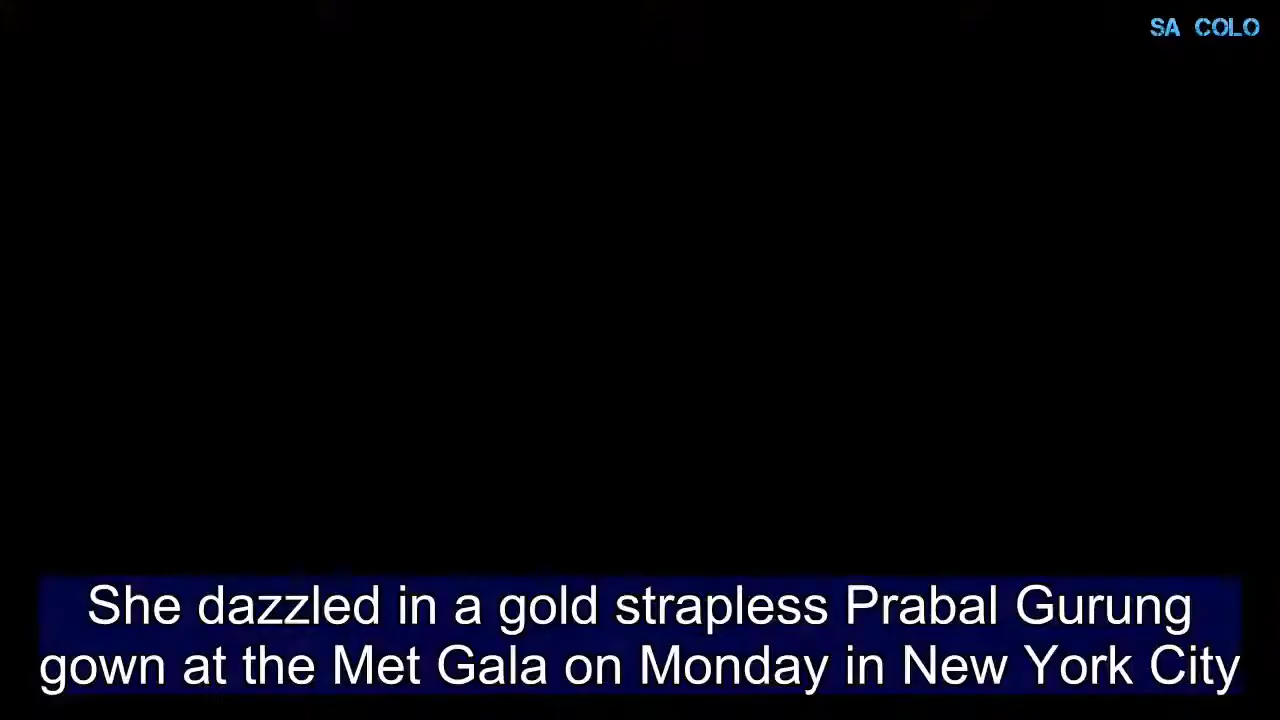 SA COLO
She dazzled in a gold strapless Prabal Gurung
gown at the Met Gala on Monday in New York City